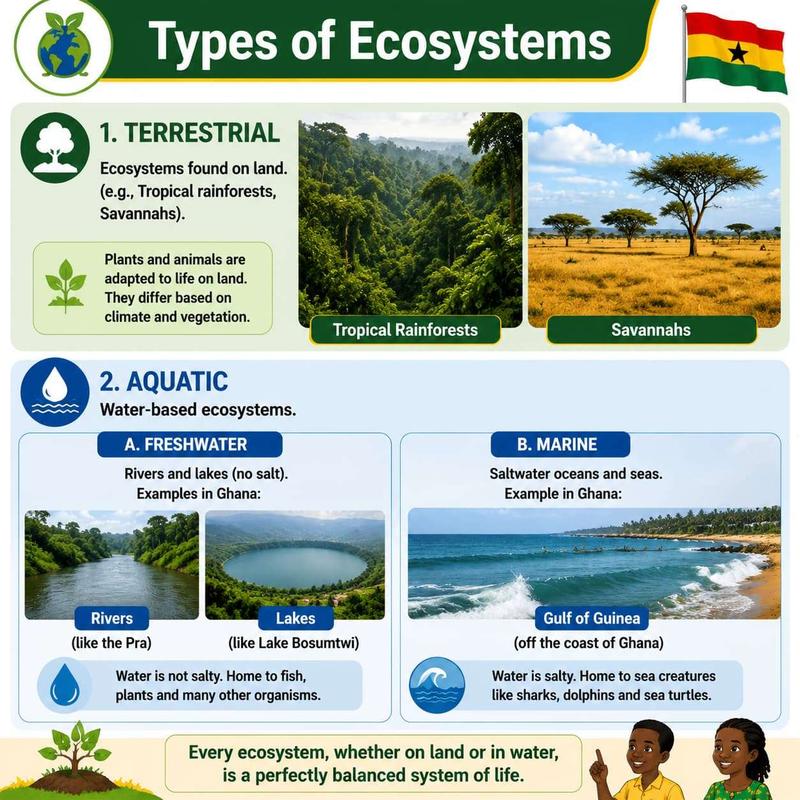 Types of Ecosystems
1. TERRESTRIAL
Ecosystems found on land.
(e.g., Tropical rainforests,
Savannahs).
Plants and animals are
adapted to life on land.
They differ based on
climate and vegetation.
Tropical Rainforests
Savannahs
2. AQUATIC
Water-based ecosystems.
A. FRESHWATER
Rivers and lakes (no salt).
Examples in Ghana:
Rivers
(like the Pra)
Lakes
(like Lake Bosumtwi)
Water is not salty. Home to fish,
plants and many other organisms.
B. MARINE
Saltwater oceans and seas.
Example in Ghana:
Gulf of Guinea
(off the coast of Ghana)
Water is salty. Home to sea creatures
like sharks, dolphins and sea turtles.
Every ecosystem, whether on land or in water,
is a perfectly balanced system of life.